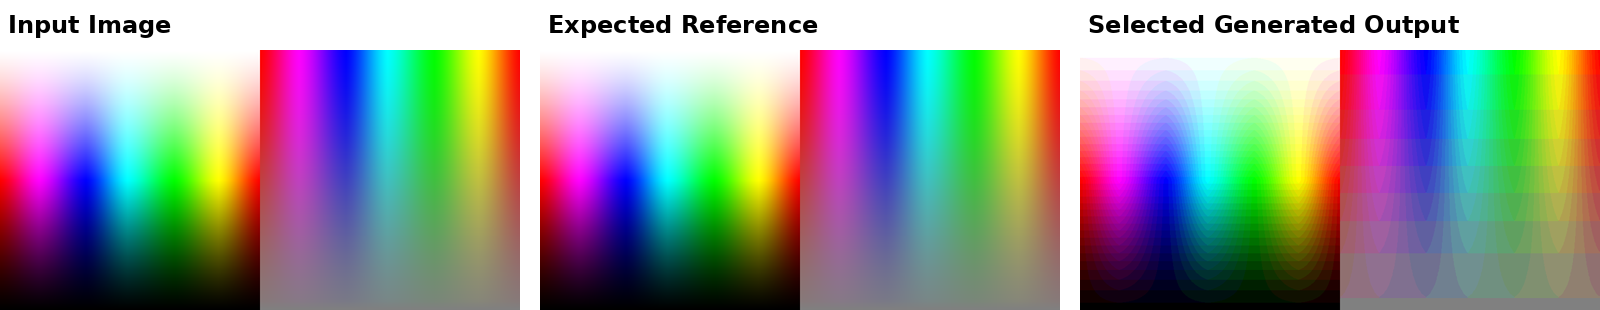 Input Image
Expected Reference
Selected Generated Output